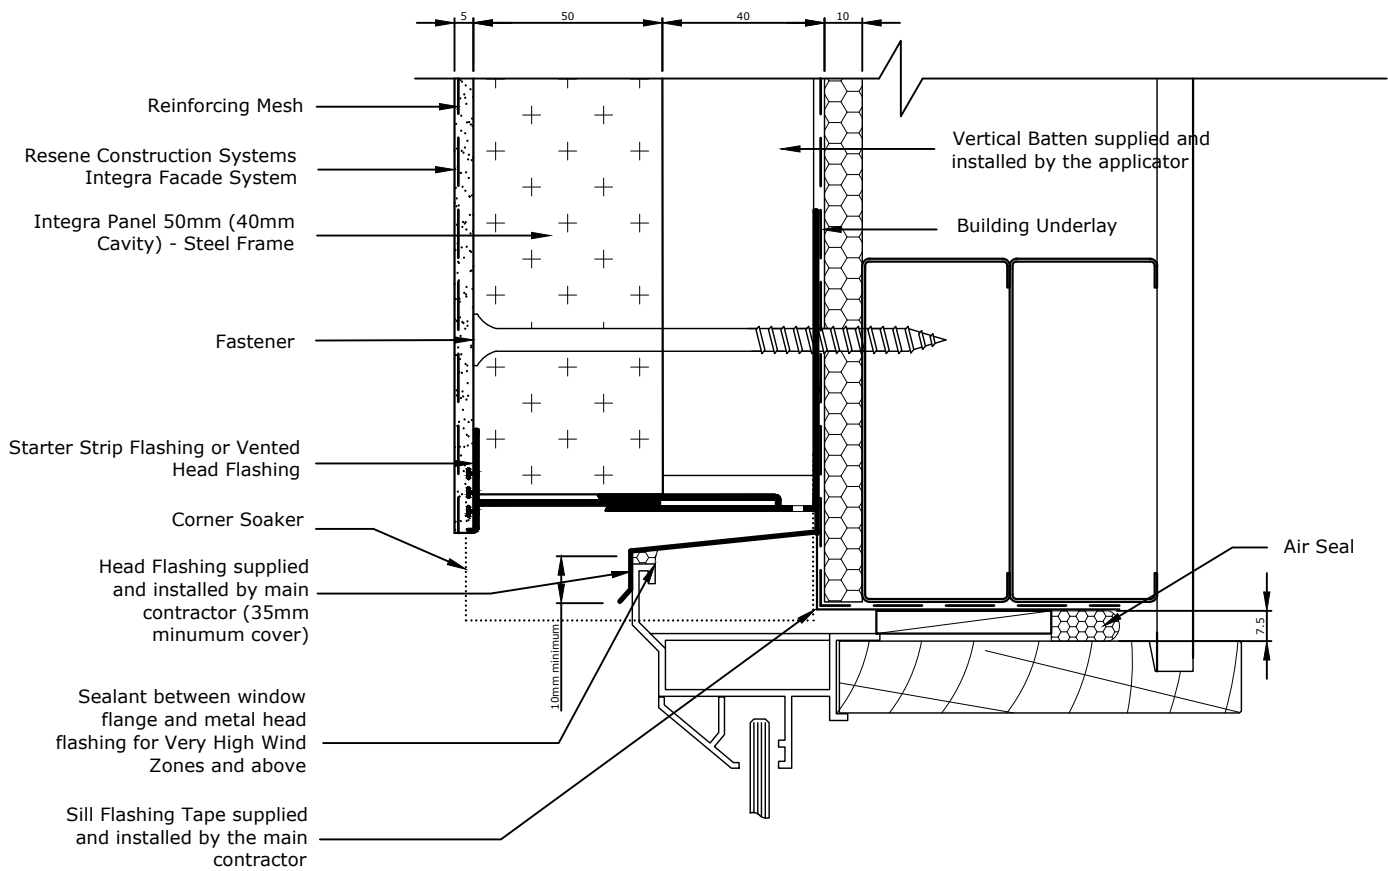 5
50
40
10
Reinforcing Mesh
Resene Construction Systems
Integra Facade System
Integra Panel 50mm (40mm
Cavity) - Steel Frame
Fastener
Starter Strip Flashing or Vented
Head Flashing
Corner Soaker
Head Flashing supplied
and installed by main
contractor (35mm
minumum cover)
Sealant between window
flange and metal head
flashing for Very High Wind
Zones and above
Sill Flashing Tape supplied
and installed by the main
contractor
10mm minimum
Vertical Batten supplied and
installed by the applicator
Building Underlay
Air Seal
7.5